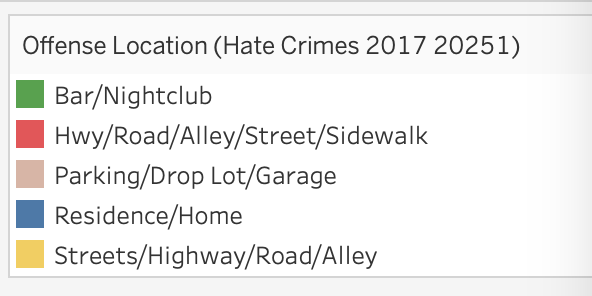 Offense Location (Hate Crimes 2017 20251)
Bar/Nightclub
Hwy/Road/Alley/Street/Sidewalk
Parking/Drop Lot/Garage
Residence/Home
Streets/Highway/Road/Alley